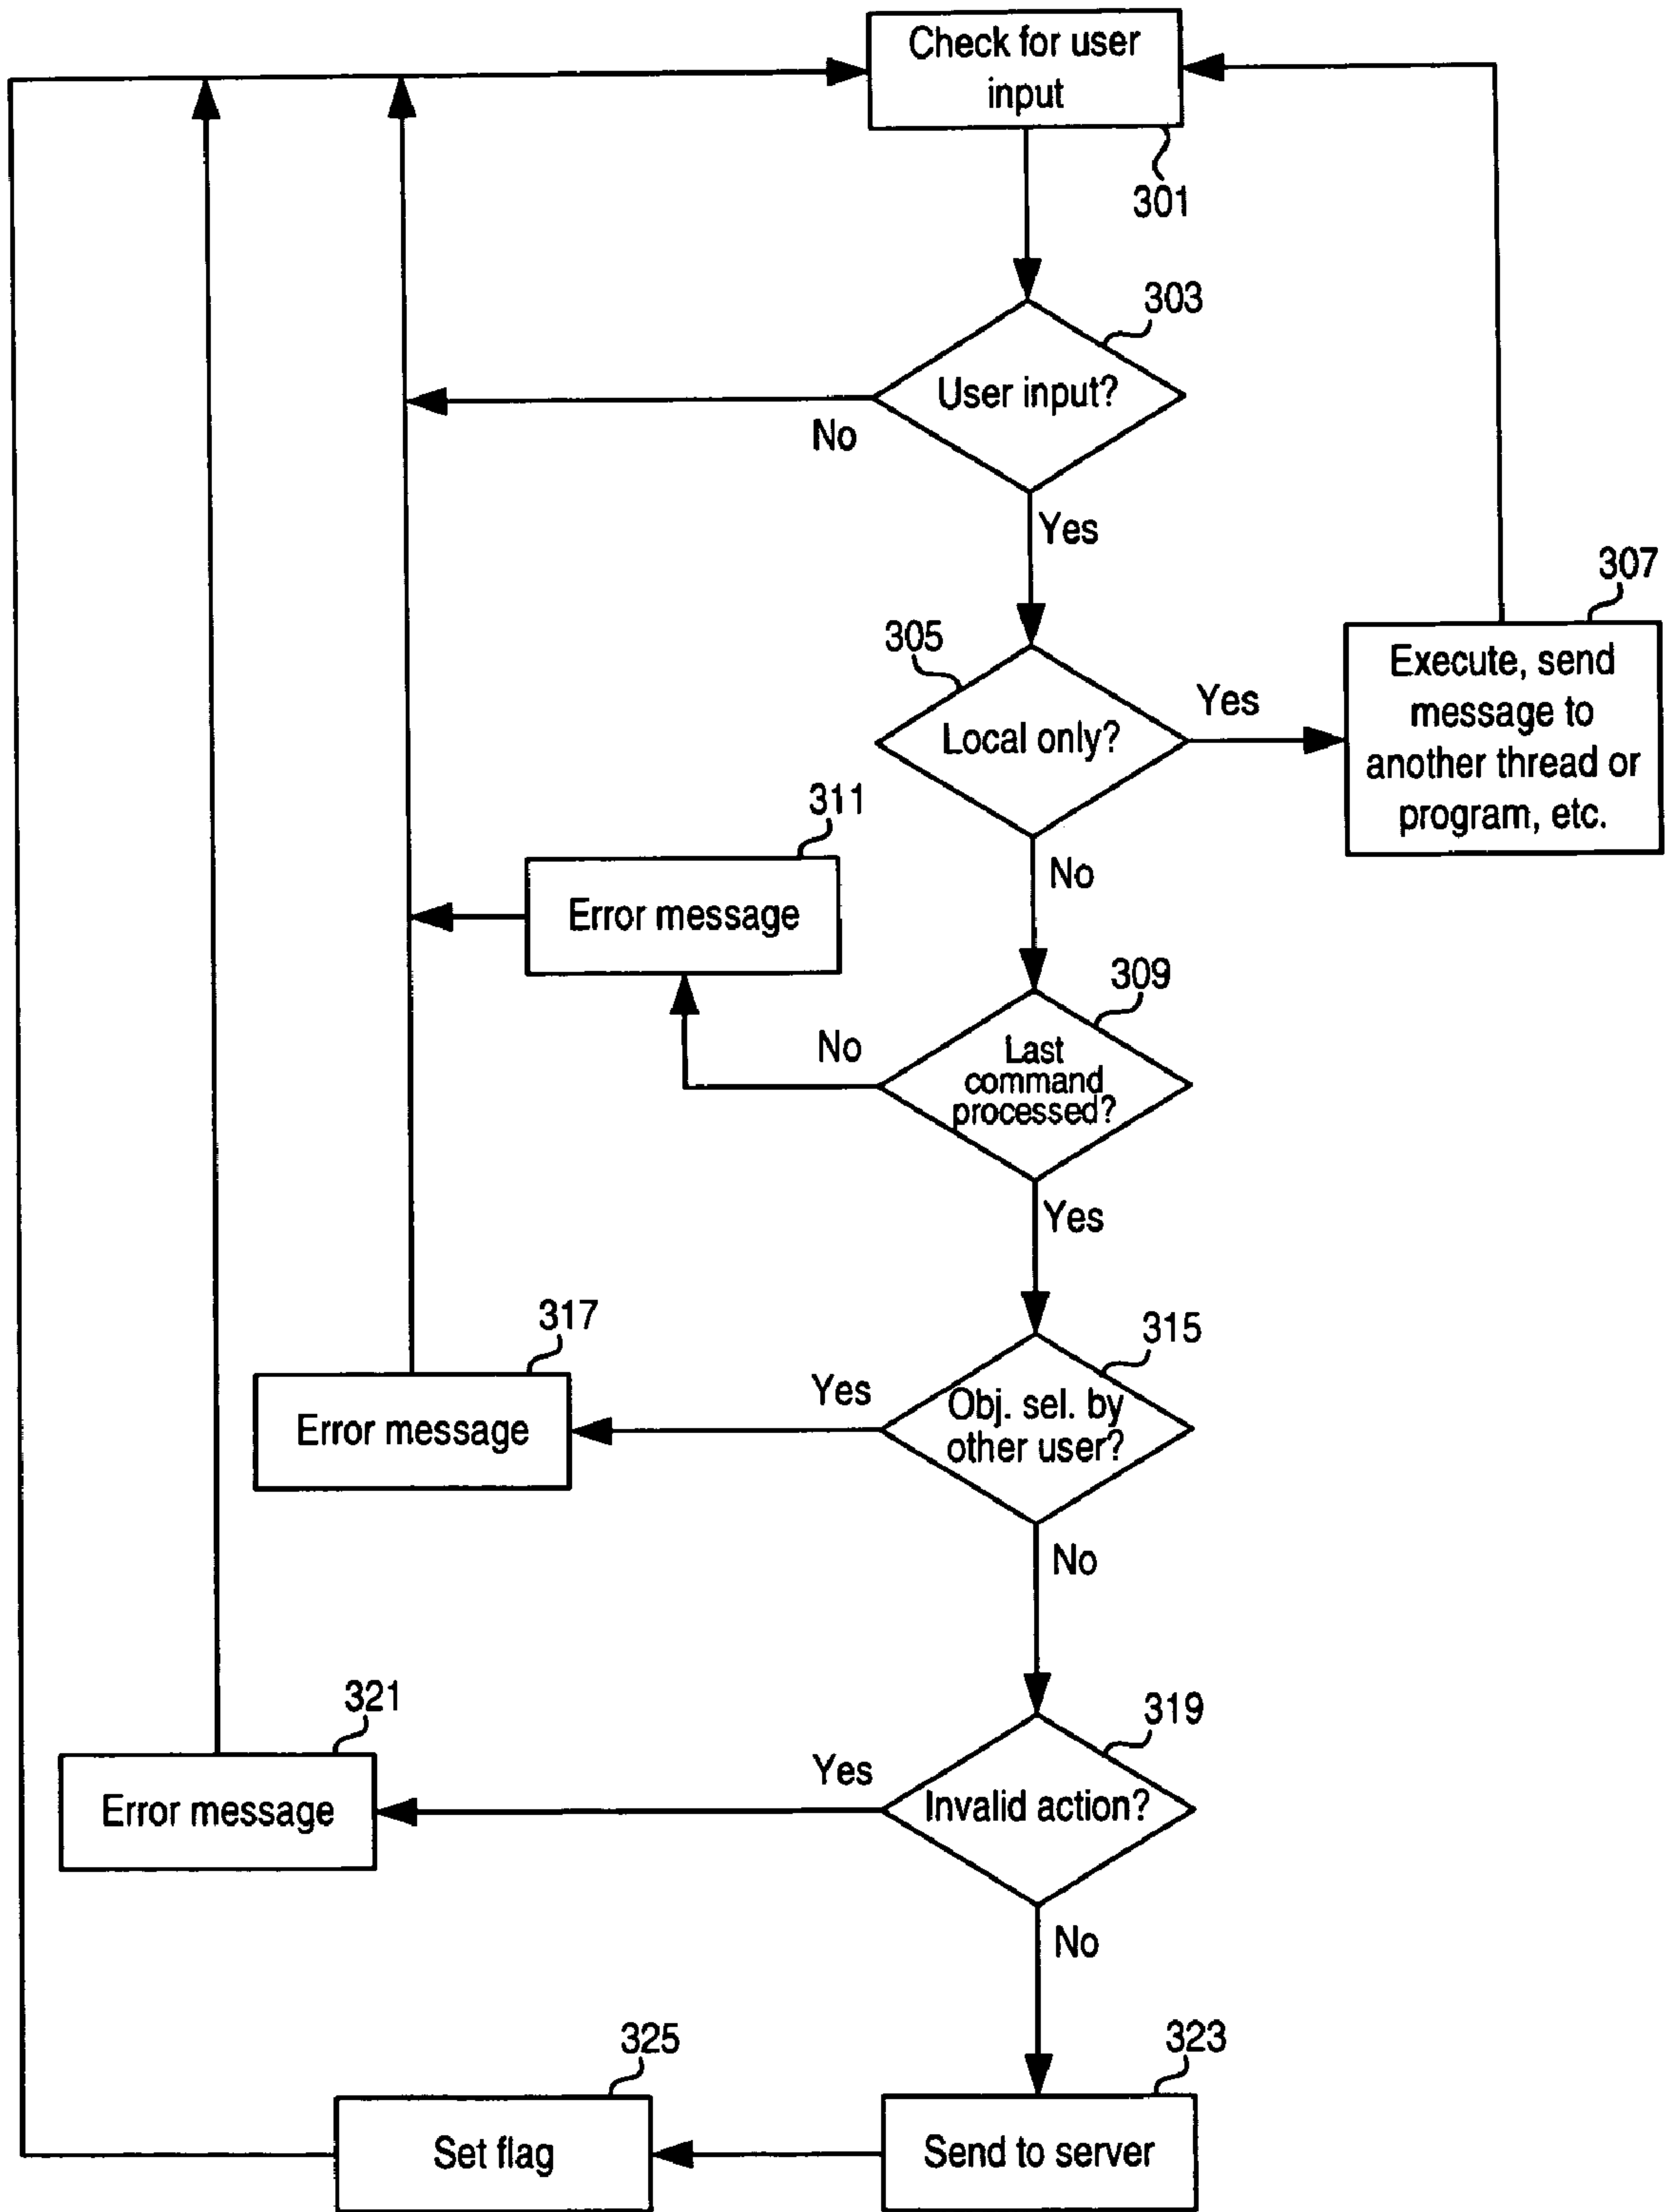 Check for user
input
301
303
User input?
No
Yes
307
305
Local only?
Yes
Execute, send
message to
another thread or
program, etc.
No
311
Error message
309
Last
command
processed?
No
Yes
317
Error message
315
Obj. sel. by
other user?
Yes
No
321
Error message
319
Invalid action?
Yes
No
325
Set flag
323
Send to server